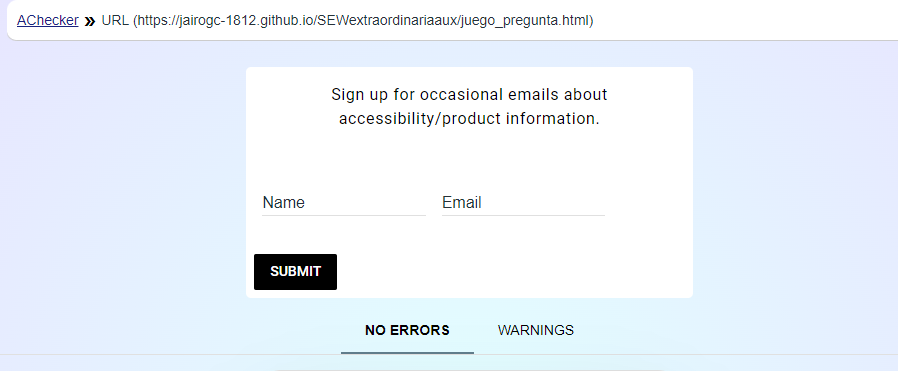 AChecker » URL (https://jairogc-1812.github.io/SEWextraordinariaaux/juego_pregunta.html)
Sign up for occasional emails about
accessibility/product information.
Name Email
SUBMIT
NO ERRORS WARNINGS